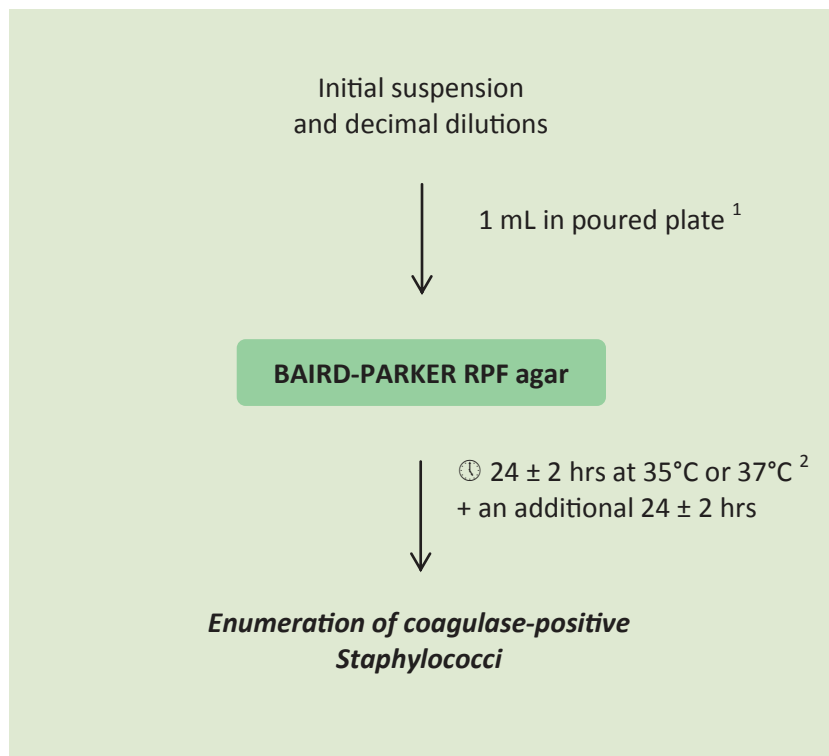 Initial suspension
and decimal dilutions
1 mL in poured plate ¹
BAIRD-PARKER RPF agar
🕔 24 ± 2 hrs at 35°C or 37°C ²
+ an additional 24 ± 2 hrs
Enumeration of coagulase-positive
Staphylococci